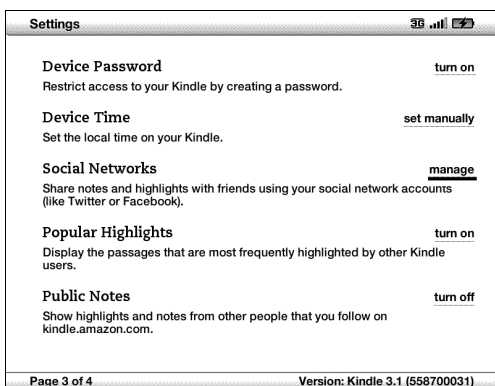 Settings 3G
Device Password turn on
Restrict access to your Kindle by creating a password.
Device Time set manually
Set the local time on your Kindle.
Social Networks manage
Share notes and highlights with friends using your social network accounts
(like Twitter or Facebook).
Popular Highlights turn on
Display the passages that are most frequently highlighted by other Kindle
users.
Public Notes turn off
Show highlights and notes from other people that you follow on
kindle.amazon.com.
Page 3 of 4 Version: Kindle 3.1 (558700031)